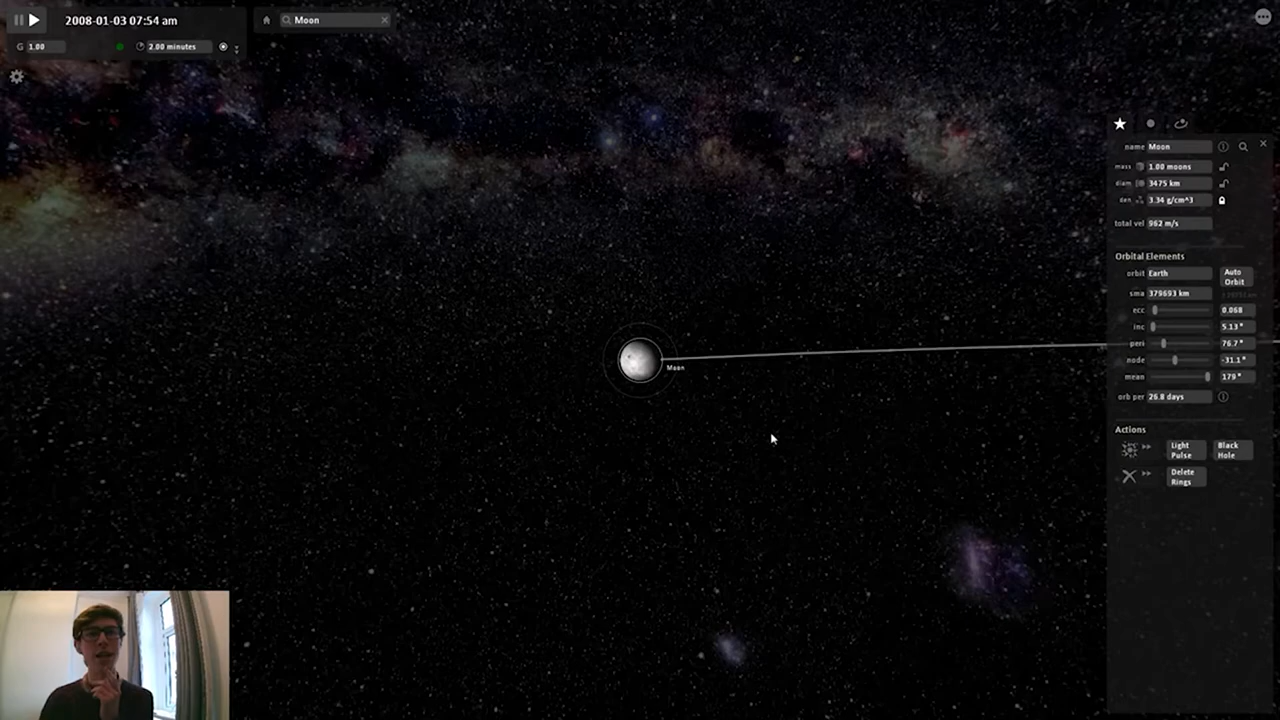 2008-01-03 07:54 am
Moon
G 1.00
2.00 minutes
name Moon
mass 1.00 moons
diam 3475 km
den 3.34 g/cm^3
total vel 962 m/s
Orbital Elements
orbit Earth
Auto
Orbit
sma 379693 km
ecc 0.068
inc 5.13°
peri 76.7°
node -31.1°
mean 179°
orb per 26.8 days
Moon
Actions
Light
Pulse
Black
Hole
Delete
Rings